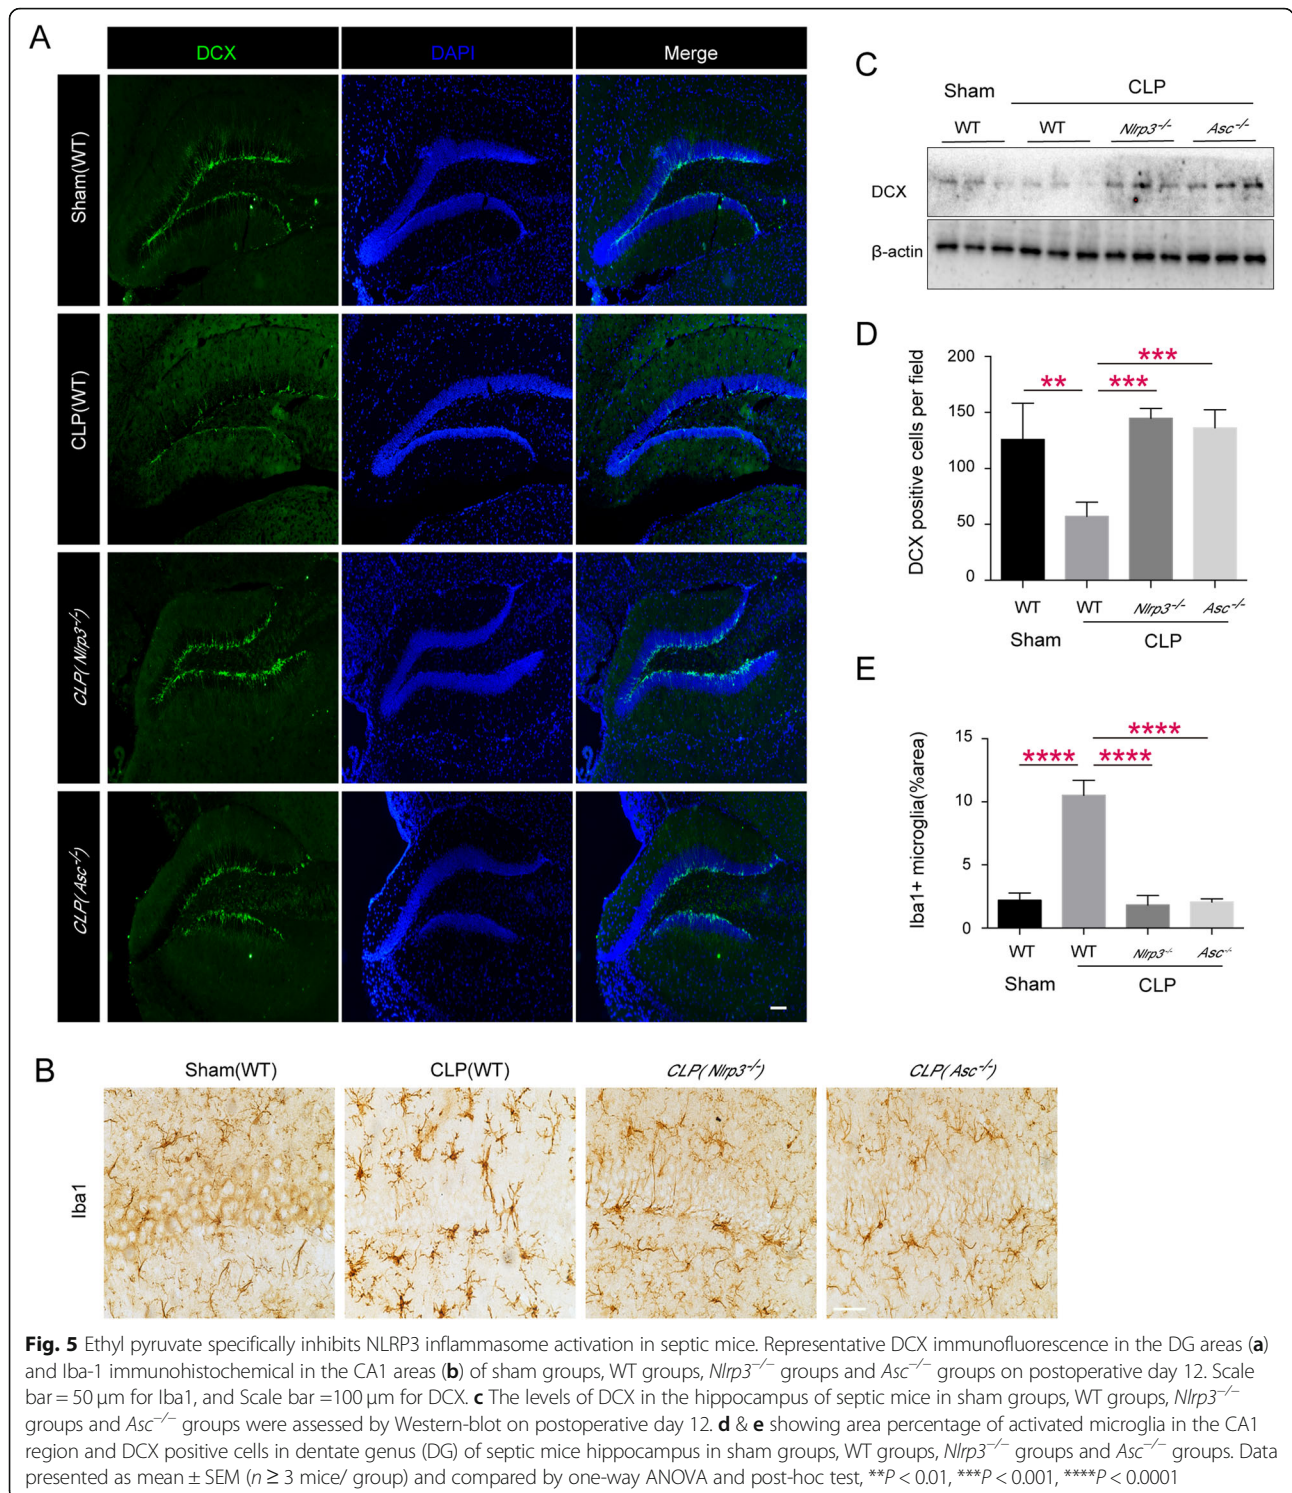 A
DCX
DAPI
Merge
Sham(WT)
CLP(WT)
CLP(Nlrp3⁻/⁻)
CLP(Asc⁻/⁻)
B
Sham(WT)
CLP(WT)
CLP(Nlrp3⁻/⁻)
CLP(Asc⁻/⁻)
Iba1
C
Sham
CLP
WT
WT
Nlrp3⁻/⁻
Asc⁻/⁻
DCX
β-actin
D
DCX positive cells per field
200
150
100
50
0
**
***
***
WT
WT
Nlrp3⁻/⁻
Asc⁻/⁻
Sham
CLP
E
Iba1+ microglia(%area)
15
10
5
0
****
****
****
WT
WT
Nlrp3⁻/⁻
Asc⁻/⁻
Sham
CLP
Fig. 5 Ethyl pyruvate specifically inhibits NLRP3 inflammasome activation in septic mice. Representative DCX immunofluorescence in the DG areas (a)
and Iba-1 immunohistochemical in the CA1 areas (b) of sham groups, WT groups, Nlrp3⁻/⁻ groups and Asc⁻/⁻ groups on postoperative day 12. Scale
bar = 50 μm for Iba1, and Scale bar =100 μm for DCX. c The levels of DCX in the hippocampus of septic mice in sham groups, WT groups, Nlrp3⁻/⁻
groups and Asc⁻/⁻ groups were assessed by Western-blot on postoperative day 12. d & e showing area percentage of activated microglia in the CA1
region and DCX positive cells in dentate genus (DG) of septic mice hippocampus in sham groups, WT groups, Nlrp3⁻/⁻ groups and Asc⁻/⁻ groups. Data
presented as mean ± SEM (n ≥ 3 mice/ group) and compared by one-way ANOVA and post-hoc test, **P < 0.01, ***P < 0.001, ****P < 0.0001